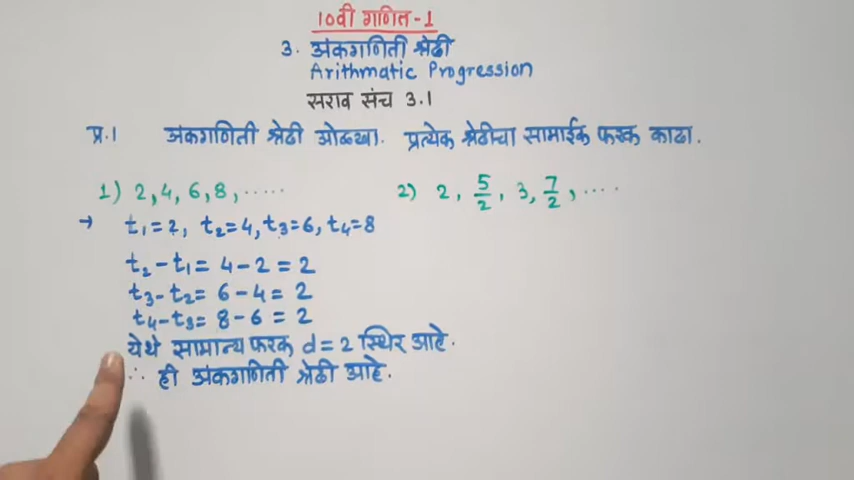 10वी गणित-1
3. अंकगणिती श्रेढी
Arithmatic Progression
सराव संच 3.1
प्र.1 अंकगणिती श्रेढी ओळखा. प्रत्येक श्रेढीचा सामाईक फरक काढा.
1) 2, 4, 6, 8, ..... 2) 2, 5/2, 3, 7/2, ....
→ t₁=2, t₂=4, t₃=6, t₄=8
t₂-t₁= 4-2 = 2
t₃-t₂= 6-4 = 2
t₄-t₃= 8-6 = 2
येथे सामान्य फरक d=2 स्थिर आहे.
∴ ही अंकगणिती श्रेढी आहे.